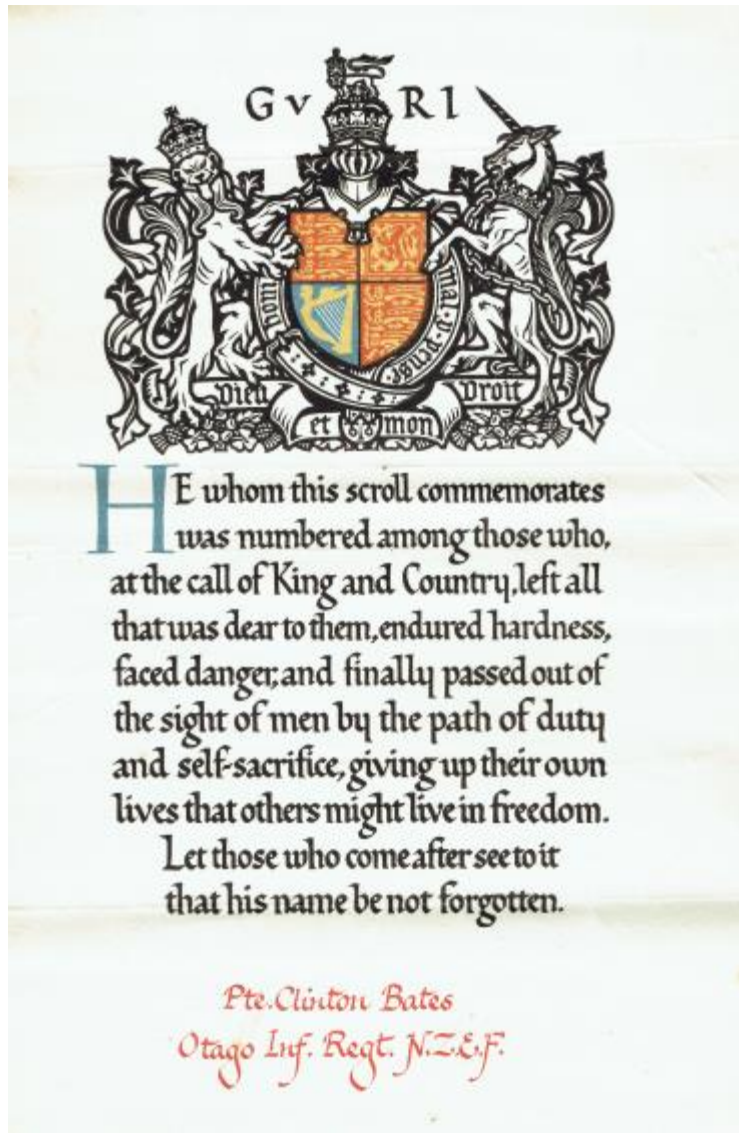 G V R I
Honi mal y pense
Dieu Droit
et mon
HE whom this scroll commemorates
was numbered among those who,
at the call of King and Country, left all
that was dear to them, endured hardness,
faced danger, and finally passed out of
the sight of men by the path of duty
and self-sacrifice, giving up their own
lives that others might live in freedom.
Let those who come after see to it
that his name be not forgotten.
Pte. Clinton Bates
Otago Inf. Regt. N.Z.E.F.